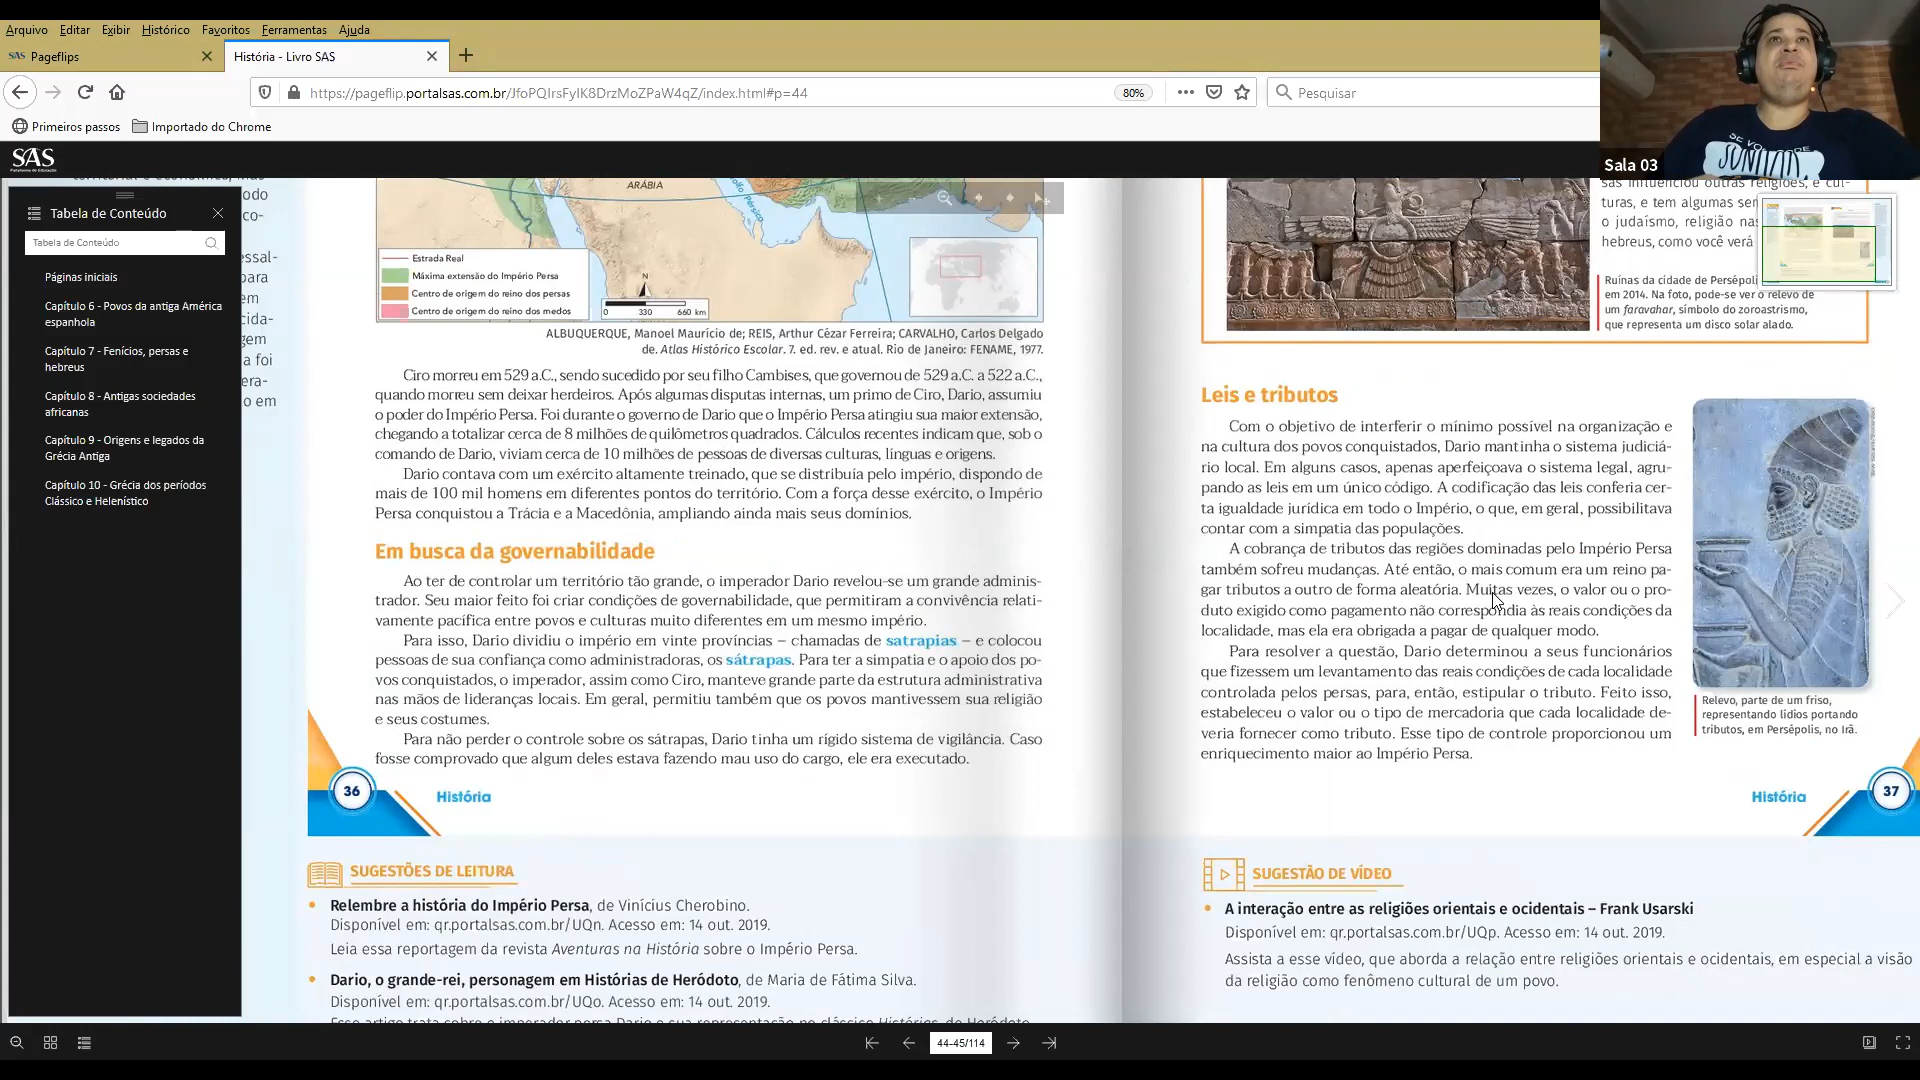 Arquivo Editar Exibir Histórico Favoritos Ferramentas Ajuda
SAS Pageflips
História - Livro SAS
https://pageflip.portalsas.com.br/JfoPQIrsFyIK8DrzMoZPaW4qZ/index.html#p=44
80%
Pesquisar
Primeiros passos
Importado do Chrome
Sala 03
SAS
Plataforma de Educação
Tabela de Conteúdo
Tabela de Conteúdo
Páginas iniciais
Capítulo 6 - Povos da antiga América
espanhola
Capítulo 7 - Fenícios, persas e
hebreus
Capítulo 8 - Antigas sociedades
africanas
Capítulo 9 - Origens e legados da
Grécia Antiga
Capítulo 10 - Grécia dos períodos
Clássico e Helenístico
odo
co-
ssal-
para
em
cida-
gem
a foi
era-
o em
ARÁBIA
Pérsico
Estrada Real
Máxima extensão do Império Persa
Centro de origem do reino dos persas
Centro de origem do reino dos medos
N
0 330 660 km
ALBUQUERQUE, Manoel Maurício de; REIS, Arthur Cézar Ferreira; CARVALHO, Carlos Delgado
de. Atlas Histórico Escolar. 7. ed. rev. e atual. Rio de Janeiro: FENAME, 1977.
Ciro morreu em 529 a.C., sendo sucedido por seu filho Cambises, que governou de 529 a.C. a 522 a.C.,
quando morreu sem deixar herdeiros. Após algumas disputas internas, um primo de Ciro, Dario, assumiu
o poder do Império Persa. Foi durante o governo de Dario que o Império Persa atingiu sua maior extensão,
chegando a totalizar cerca de 8 milhões de quilômetros quadrados. Cálculos recentes indicam que, sob o
comando de Dario, viviam cerca de 10 milhões de pessoas de diversas culturas, línguas e origens.
Dario contava com um exército altamente treinado, que se distribuía pelo império, dispondo de
mais de 100 mil homens em diferentes pontos do território. Com a força desse exército, o Império
Persa conquistou a Trácia e a Macedônia, ampliando ainda mais seus domínios.
Em busca da governabilidade
Ao ter de controlar um território tão grande, o imperador Dario revelou-se um grande adminis-
trador. Seu maior feito foi criar condições de governabilidade, que permitiram a convivência relati-
vamente pacífica entre povos e culturas muito diferentes em um mesmo império.
Para isso, Dario dividiu o império em vinte províncias – chamadas de satrapias – e colocou
pessoas de sua confiança como administradoras, os sátrapas. Para ter a simpatia e o apoio dos po-
vos conquistados, o imperador, assim como Ciro, manteve grande parte da estrutura administrativa
nas mãos de lideranças locais. Em geral, permitiu também que os povos mantivessem sua religião
e seus costumes.
Para não perder o controle sobre os sátrapas, Dario tinha um rígido sistema de vigilância. Caso
fosse comprovado que algum deles estava fazendo mau uso do cargo, ele era executado.
36
História
SUGESTÕES DE LEITURA
• Relembre a história do Império Persa, de Vinícius Cherobino.
Disponível em: qr.portalsas.com.br/UQn. Acesso em: 14 out. 2019.
Leia essa reportagem da revista Aventuras na História sobre o Império Persa.
• Dario, o grande-rei, personagem em Histórias de Heródoto, de Maria de Fátima Silva.
Disponível em: qr.portalsas.com.br/UQo. Acesso em: 14 out. 2019.
Esse artigo trata sobre o imperador persa Dario e sua representação no clássico Histórias, de Heródoto.
sas influenciou outras religiões, e cul-
turas, e tem algumas
o judaísmo, religião
hebreus, como você verá
Ruínas da cidade de
em 2014. Na foto, pode-se ver o relevo de
um faravahar, símbolo do zoroastrismo,
que representa um disco solar alado.
Leis e tributos
Com o objetivo de interferir o mínimo possível na organização e
na cultura dos povos conquistados, Dario mantinha o sistema judiciá-
rio local. Em alguns casos, apenas aperfeiçoava o sistema legal, agru-
pando as leis em um único código. A codificação das leis conferia cer-
ta igualdade jurídica em todo o Império, o que, em geral, possibilitava
contar com a simpatia das populações.
A cobrança de tributos das regiões dominadas pelo Império Persa
também sofreu mudanças. Até então, o mais comum era um reino pa-
gar tributos a outro de forma aleatória. Muitas vezes, o valor ou o pro-
duto exigido como pagamento não correspondia às reais condições da
localidade, mas ela era obrigada a pagar de qualquer modo.
Para resolver a questão, Dario determinou a seus funcionários
que fizessem um levantamento das reais condições de cada localidade
controlada pelos persas, para, então, estipular o tributo. Feito isso,
estabeleceu o valor ou o tipo de mercadoria que cada localidade de-
veria fornecer como tributo. Esse tipo de controle proporcionou um
enriquecimento maior ao Império Persa.
Relevo, parte de um friso,
representando lídios portando
tributos, em Persépolis, no Irã.
História
37
SUGESTÃO DE VÍDEO
• A interação entre as religiões orientais e ocidentais – Frank Usarski
Disponível em: qr.portalsas.com.br/UQp. Acesso em: 14 out. 2019.
Assista a esse vídeo, que aborda a relação entre religiões orientais e ocidentais, em especial a visão
da religião como fenômeno cultural de um povo.
44-45/114